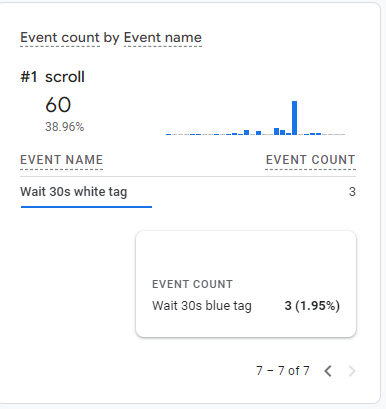 Event count by Event name
#1 scroll
60
38.96%
EVENT NAME EVENT COUNT
Wait 30s white tag 3
EVENT COUNT
Wait 30s blue tag 3 (1.95%)
7 – 7 of 7